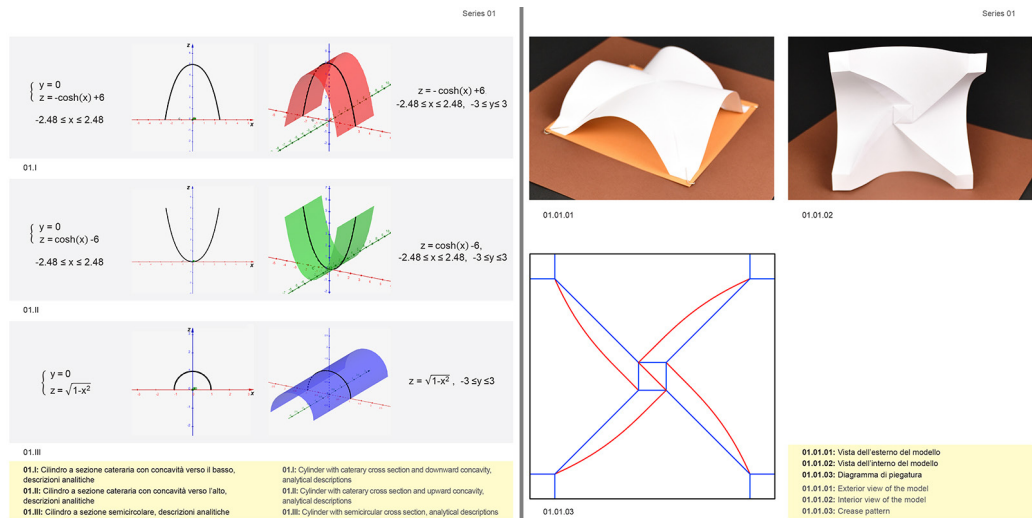 Series 01
y = 0
z = -cosh(x) +6
-2.48 ≤ x ≤ 2.48
z
x
z = - cosh(x) +6
-2.48 ≤ x ≤ 2.48, -3 ≤ y≤ 3
01.I
y = 0
z = cosh(x) -6
-2.48 ≤ x ≤ 2.48
z
x
z = cosh(x) -6,
-2.48 ≤ x ≤ 2.48, -3 ≤y ≤3
01.II
y = 0
z = √1-x²
z
x
z = √1-x² , -3 ≤y ≤3
01.III
01.I: Cilindro a sezione cateraria con concavità verso il basso,
descrizioni analitiche
01.II: Cilindro a sezione cateraria con concavità verso l'alto,
descrizioni analitiche
01.III: Cilindro a sezione semicircolare, descrizioni analitiche
01.I: Cylinder with caterary cross section and downward concavity,
analytical descriptions
01.II: Cylinder with caterary cross section and upward concavity,
analytical descriptions
01.III: Cylinder with semicircular cross section, analytical descriptions
Series 01
01.01.01
01.01.02
01.01.03
01.01.01: Vista dell'esterno del modello
01.01.02: Vista dell'interno del modello
01.01.03: Diagramma di piegatura
01.01.01: Exterior view of the model
01.01.02: Interior view of the model
01.01.03: Crease pattern